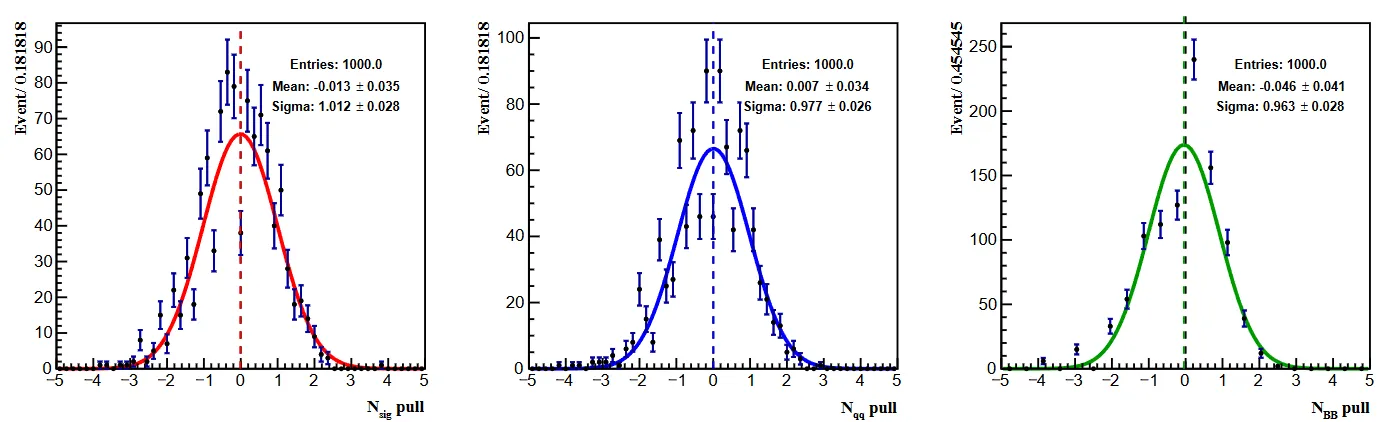 Event/ 0.181818
90
80
70
60
50
40
30
20
10
0
Entries: 1000.0
Mean: -0.013 ± 0.035
Sigma: 1.012 ± 0.028
−5 −4 −3 −2 −1 0 1 2 3 4 5
N_sig pull
Event/ 0.181818
100
80
60
40
20
0
Entries: 1000.0
Mean: 0.007 ± 0.034
Sigma: 0.977 ± 0.026
−5 −4 −3 −2 −1 0 1 2 3 4 5
N_qq pull
Event/ 0.454545
250
200
150
100
50
0
Entries: 1000.0
Mean: -0.046 ± 0.041
Sigma: 0.963 ± 0.028
−5 −4 −3 −2 −1 0 1 2 3 4 5
N_BB pull